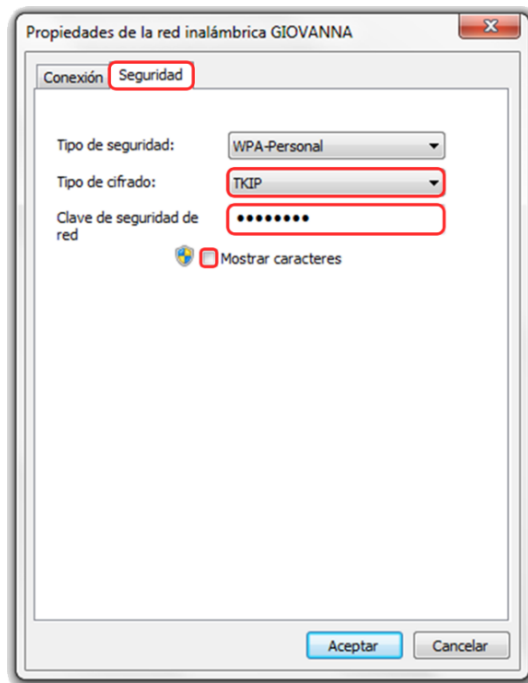 Propiedades de la red inalámbrica GIOVANNA
Conexión Seguridad
Tipo de seguridad: WPA-Personal
Tipo de cifrado: TKIP
Clave de seguridad de
red
••••••••
Mostrar caracteres
Aceptar Cancelar